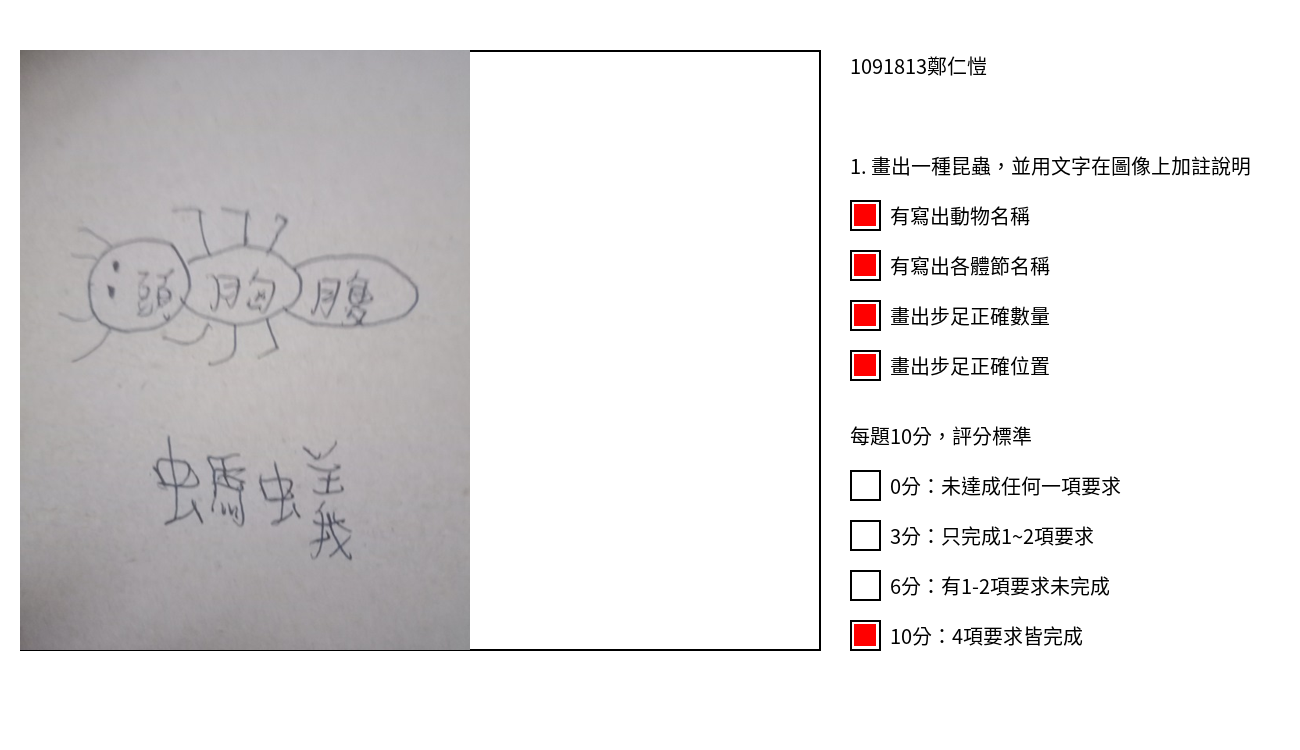 頭 胸 腹
螞蟻
1091813鄭仁愷
1. 畫出一種昆蟲，並用文字在圖像上加註說明
有寫出動物名稱
有寫出各體節名稱
畫出步足正確數量
畫出步足正確位置
每題10分，評分標準
0分：未達成任何一項要求
3分：只完成1~2項要求
6分：有1-2項要求未完成
10分：4項要求皆完成